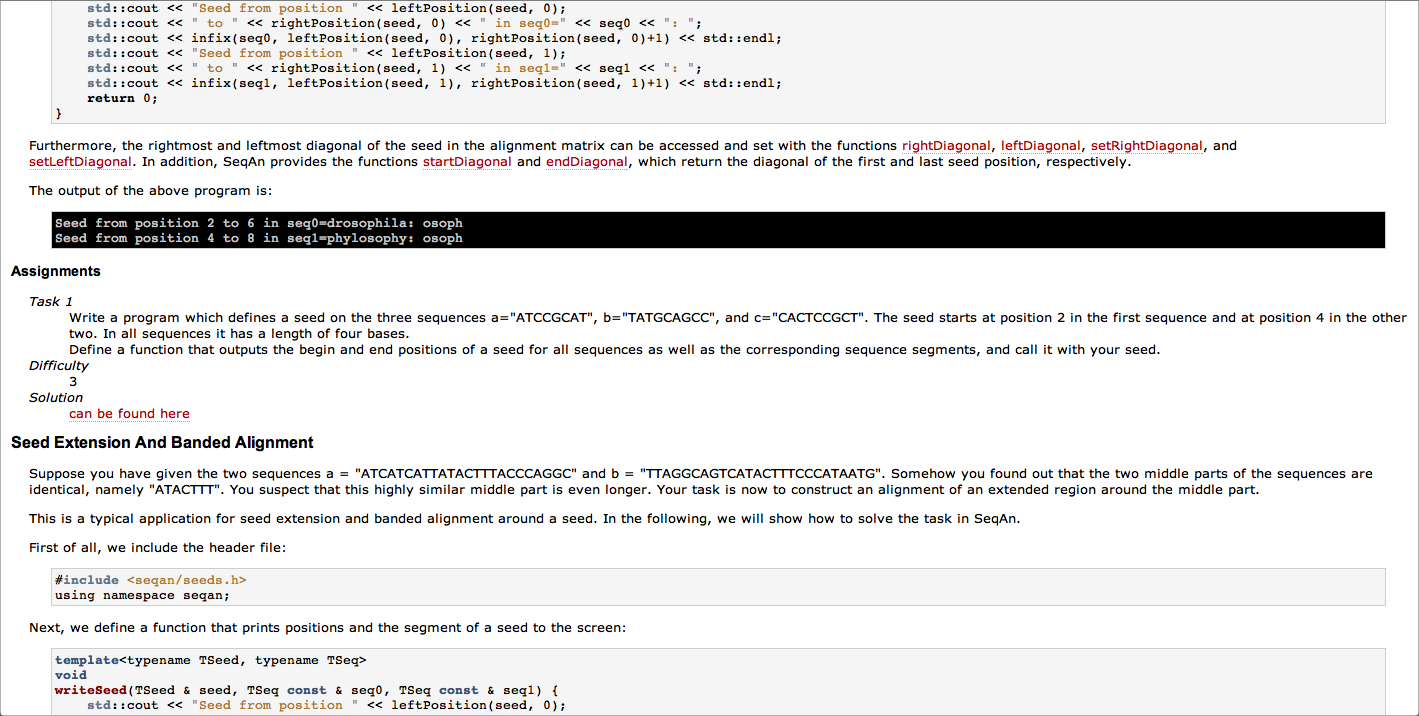 std::cout << "Seed from position " << leftPosition(seed, 0);
std::cout << " to " << rightPosition(seed, 0) << " in seq0=" << seq0 << ": ";
std::cout << infix(seq0, leftPosition(seed, 0), rightPosition(seed, 0)+1) << std::endl;
std::cout << "Seed from position " << leftPosition(seed, 1);
std::cout << " to " << rightPosition(seed, 1) << " in seq1=" << seq1 << ": ";
std::cout << infix(seq1, leftPosition(seed, 1), rightPosition(seed, 1)+1) << std::endl;
return 0;
}
Furthermore, the rightmost and leftmost diagonal of the seed in the alignment matrix can be accessed and set with the functions rightDiagonal, leftDiagonal, setRightDiagonal, and
setLeftDiagonal. In addition, SeqAn provides the functions startDiagonal and endDiagonal, which return the diagonal of the first and last seed position, respectively.
The output of the above program is:
Seed from position 2 to 6 in seq0=drosophila: osoph
Seed from position 4 to 8 in seq1=phylosophy: osoph
Assignments
Task 1
Write a program which defines a seed on the three sequences a="ATCCGCAT", b="TATGCAGCC", and c="CACTCCGCT". The seed starts at position 2 in the first sequence and at position 4 in the other
two. In all sequences it has a length of four bases.
Define a function that outputs the begin and end positions of a seed for all sequences as well as the corresponding sequence segments, and call it with your seed.
Difficulty
3
Solution
can be found here
Seed Extension And Banded Alignment
Suppose you have given the two sequences a = "ATCATCATTATACTTTACCCAGGC" and b = "TTAGGCAGTCATACTTTCCCATAATG". Somehow you found out that the two middle parts of the sequences are
identical, namely "ATACTTT". You suspect that this highly similar middle part is even longer. Your task is now to construct an alignment of an extended region around the middle part.
This is a typical application for seed extension and banded alignment around a seed. In the following, we will show how to solve the task in SeqAn.
First of all, we include the header file:
#include <seqan/seeds.h>
using namespace seqan;
Next, we define a function that prints positions and the segment of a seed to the screen:
template<typename TSeed, typename TSeq>
void
writeSeed(TSeed & seed, TSeq const & seq0, TSeq const & seq1) {
std::cout << "Seed from position " << leftPosition(seed, 0);